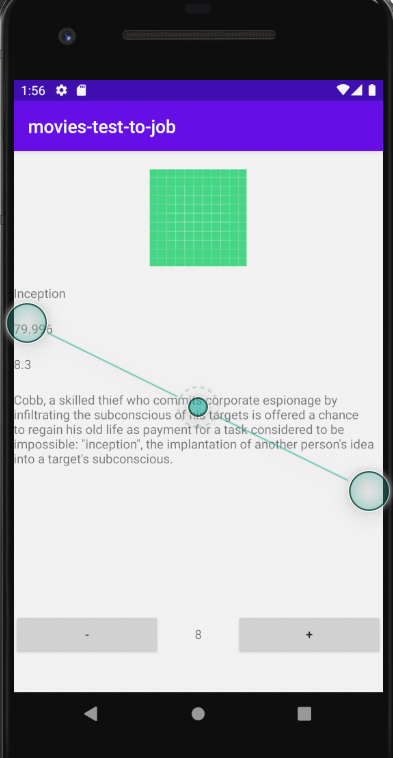 1:56
movies-test-to-job
Inception
79.996
8.3
Cobb, a skilled thief who commits corporate espionage by
infiltrating the subconscious of his targets is offered a chance
to regain his old life as payment for a task considered to be
impossible: "inception", the implantation of another person's idea
into a target's subconscious.
- 8 +